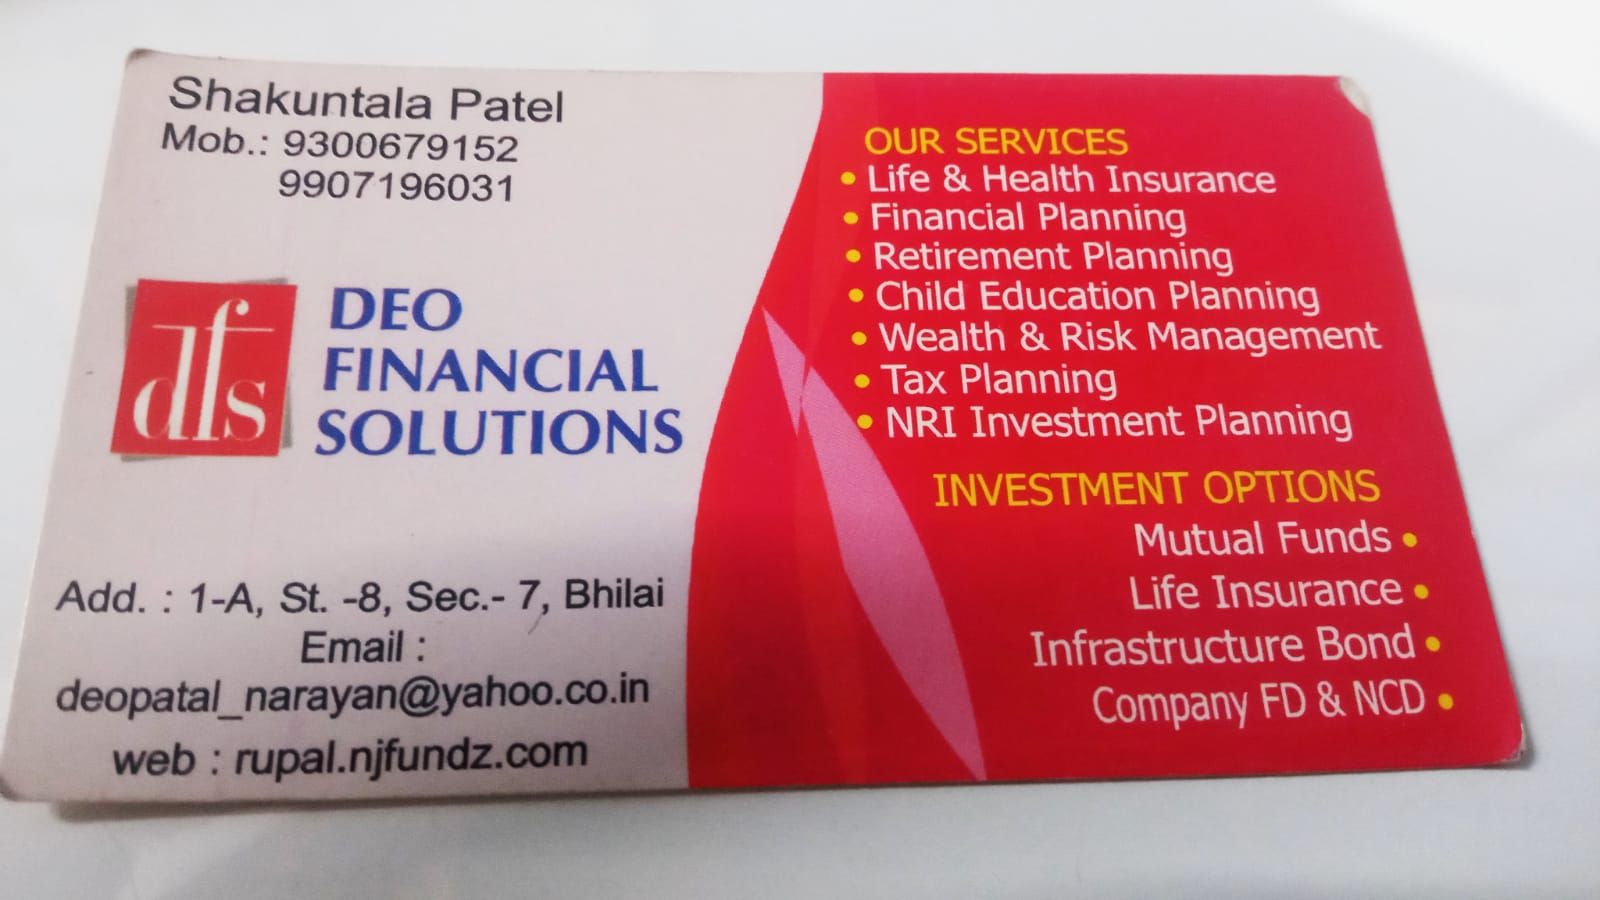 Shakuntala Patel
Mob.: 9300679152
9907196031
dfs
DEO
FINANCIAL
SOLUTIONS
Add. : 1-A, St. -8, Sec.- 7, Bhilai
Email :
deopatal_narayan@yahoo.co.in
web : rupal.njfundz.com
OUR SERVICES
• Life & Health Insurance
• Financial Planning
• Retirement Planning
• Child Education Planning
• Wealth & Risk Management
• Tax Planning
• NRI Investment Planning
INVESTMENT OPTIONS
Mutual Funds •
Life Insurance •
Infrastructure Bond •
Company FD & NCD •